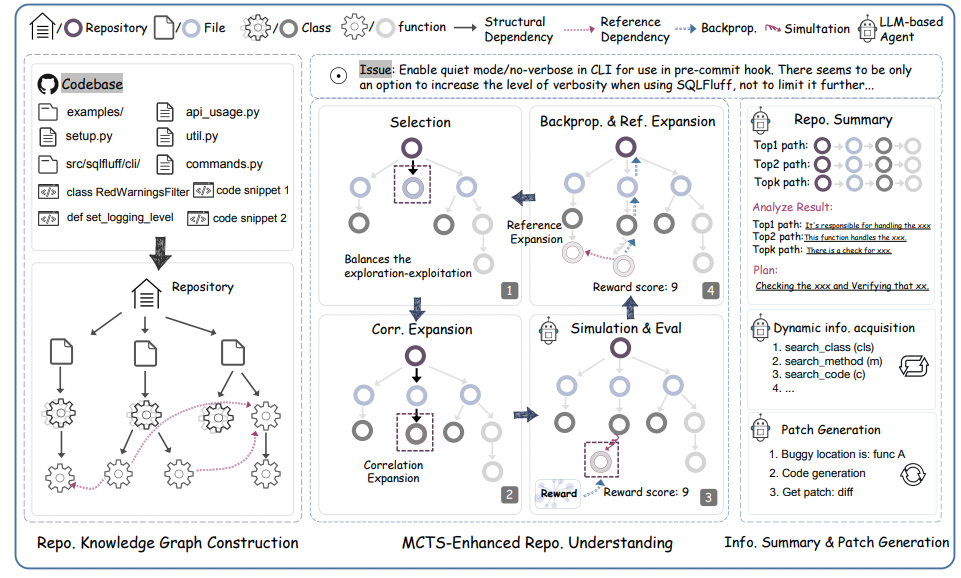 / Repository / File / Class / function Structural Dependency Reference Dependency Backprop. Simultation LLM-based Agent
Codebase
examples/ api_usage.py
setup.py util.py
src/sqlfluff/cli/ commands.py
class RedWarningsFilter code snippet 1
def set_logging_level code snippet 2
Repository
Repo. Knowledge Graph Construction
Issue: Enable quiet mode/no-verbose in CLI for use in pre-commit hook. There seems to be only
an option to increase the level of verbosity when using SQLFluff, not to limit it further...
Selection
Balances the
exploration-exploitation
1
Backprop. & Ref. Expansion
Reference
Expansion
Reward score: 9
4
Corr. Expansion
Correlation
Expansion
2
Simulation & Eval
Reward
Reward score: 9
3
MCTS-Enhanced Repo. Understanding
Repo. Summary
Top1 path:
Top2 path:
Topk path:
Analyze Result:
Top1 path: It's responsible for handling the xxx
Top2 path: This function handles the xxx.
Topk path: There is a check for xxx.
Plan:
Checking the xxx and Verifying that xx.
Dynamic info. acquisition
1. search_class (cls)
2. search_method (m)
3. search_code (c)
4. ...
Patch Generation
1. Buggy location is: func A
2. Code generation
3. Get patch: diff
Info. Summary & Patch Generation